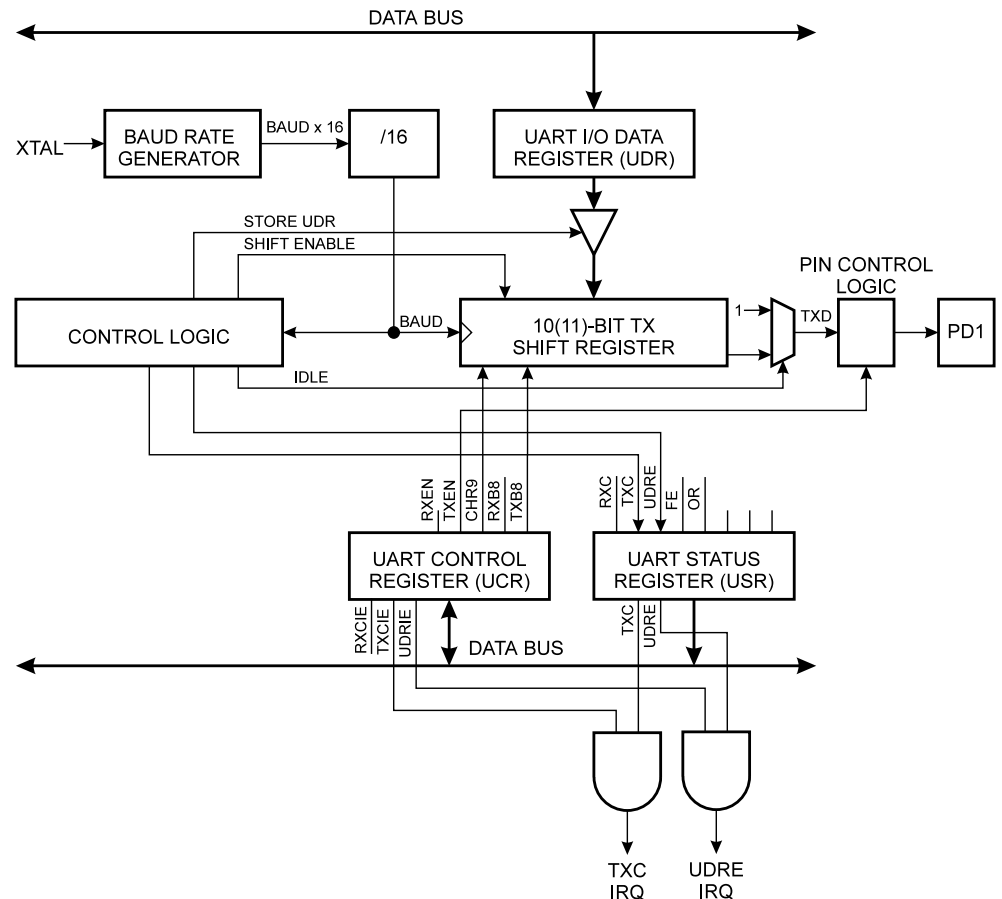 DATA BUS
XTAL
BAUD RATE
GENERATOR
BAUD x 16
/16
UART I/O DATA
REGISTER (UDR)
STORE UDR
SHIFT ENABLE
PIN CONTROL
LOGIC
CONTROL LOGIC
BAUD
10(11)-BIT TX
SHIFT REGISTER
1
TXD
PD1
IDLE
RXEN
TXEN
CHR9
RXB8
TXB8
RXC
TXC
UDRE
FE
OR
UART CONTROL
REGISTER (UCR)
UART STATUS
REGISTER (USR)
RXCIE
TXCIE
UDRIE
TXC
UDRE
DATA BUS
TXC
IRQ
UDRE
IRQ